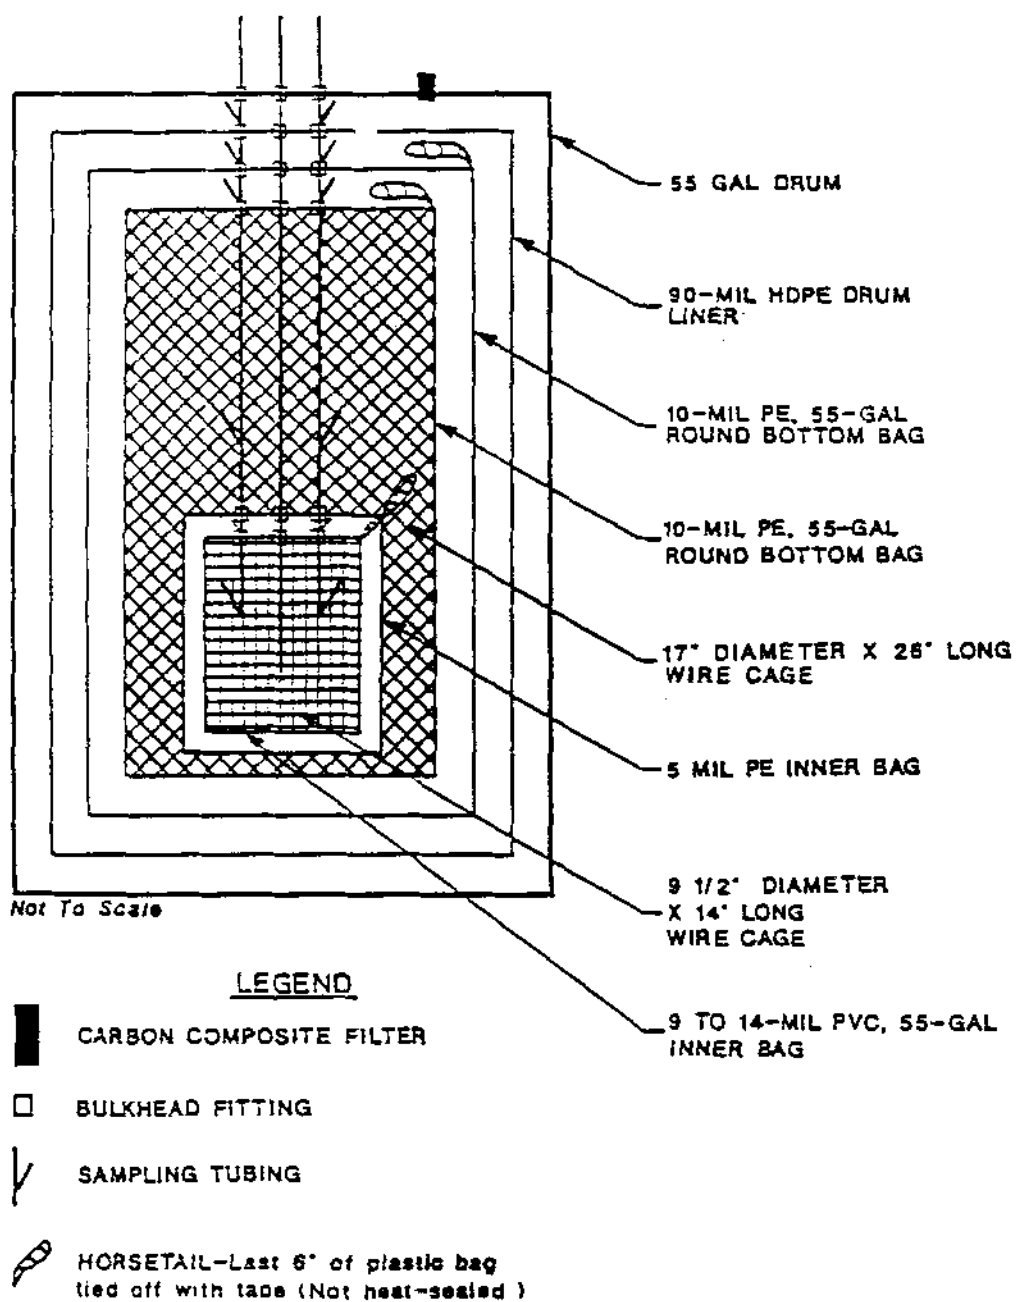 55 GAL DRUM
90-MIL HDPE DRUM
LINER
10-MIL PE, 55-GAL
ROUND BOTTOM BAG
10-MIL PE, 55-GAL
ROUND BOTTOM BAG
17" DIAMETER X 26" LONG
WIRE CAGE
5 MIL PE INNER BAG
9 1/2" DIAMETER
X 14" LONG
WIRE CAGE
9 TO 14-MIL PVC, 55-GAL
INNER BAG
Not To Scale
LEGEND
CARBON COMPOSITE FILTER
BULKHEAD FITTING
SAMPLING TUBING
HORSETAIL-Last 6" of plastic bag
tied off with tape (Not heat-sealed )